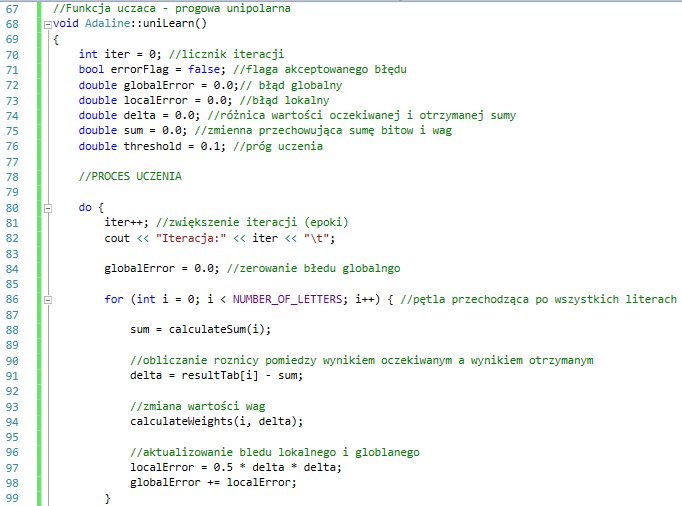 67 //Funkcja uczaca - progowa unipolarna
68 void Adaline::uniLearn()
69 {
70     int iter = 0; //licznik iteracji
71     bool errorFlag = false; //flaga akceptowanego błędu
72     double globalError = 0.0;// błąd globalny
73     double localError = 0.0; //błąd lokalny
74     double delta = 0.0; //różnica wartości oczekiwanej i otrzymanej sumy
75     double sum = 0.0; //zmienna przechowująca sumę bitow i wag
76     double threshold = 0.1; //próg uczenia
77
78     //PROCES UCZENIA
79
80     do {
81         iter++; //zwiększenie iteracji (epoki)
82         cout << "Iteracja:" << iter << "\t";
83
84         globalError = 0.0; //zerowanie błedu globalngo
85
86         for (int i = 0; i < NUMBER_OF_LETTERS; i++) { //pętla przechodząca po wszystkich literach
87
88             sum = calculateSum(i);
89
90             //obliczanie roznicy pomiedzy wynikiem oczekiwanym a wynikiem otrzymanym
91             delta = resultTab[i] - sum;
92
93             //zmiana wartości wag
94             calculateWeights(i, delta);
95
96             //aktualizowanie bledu lokalnego i globlanego
97             localError = 0.5 * delta * delta;
98             globalError += localError;
99         }